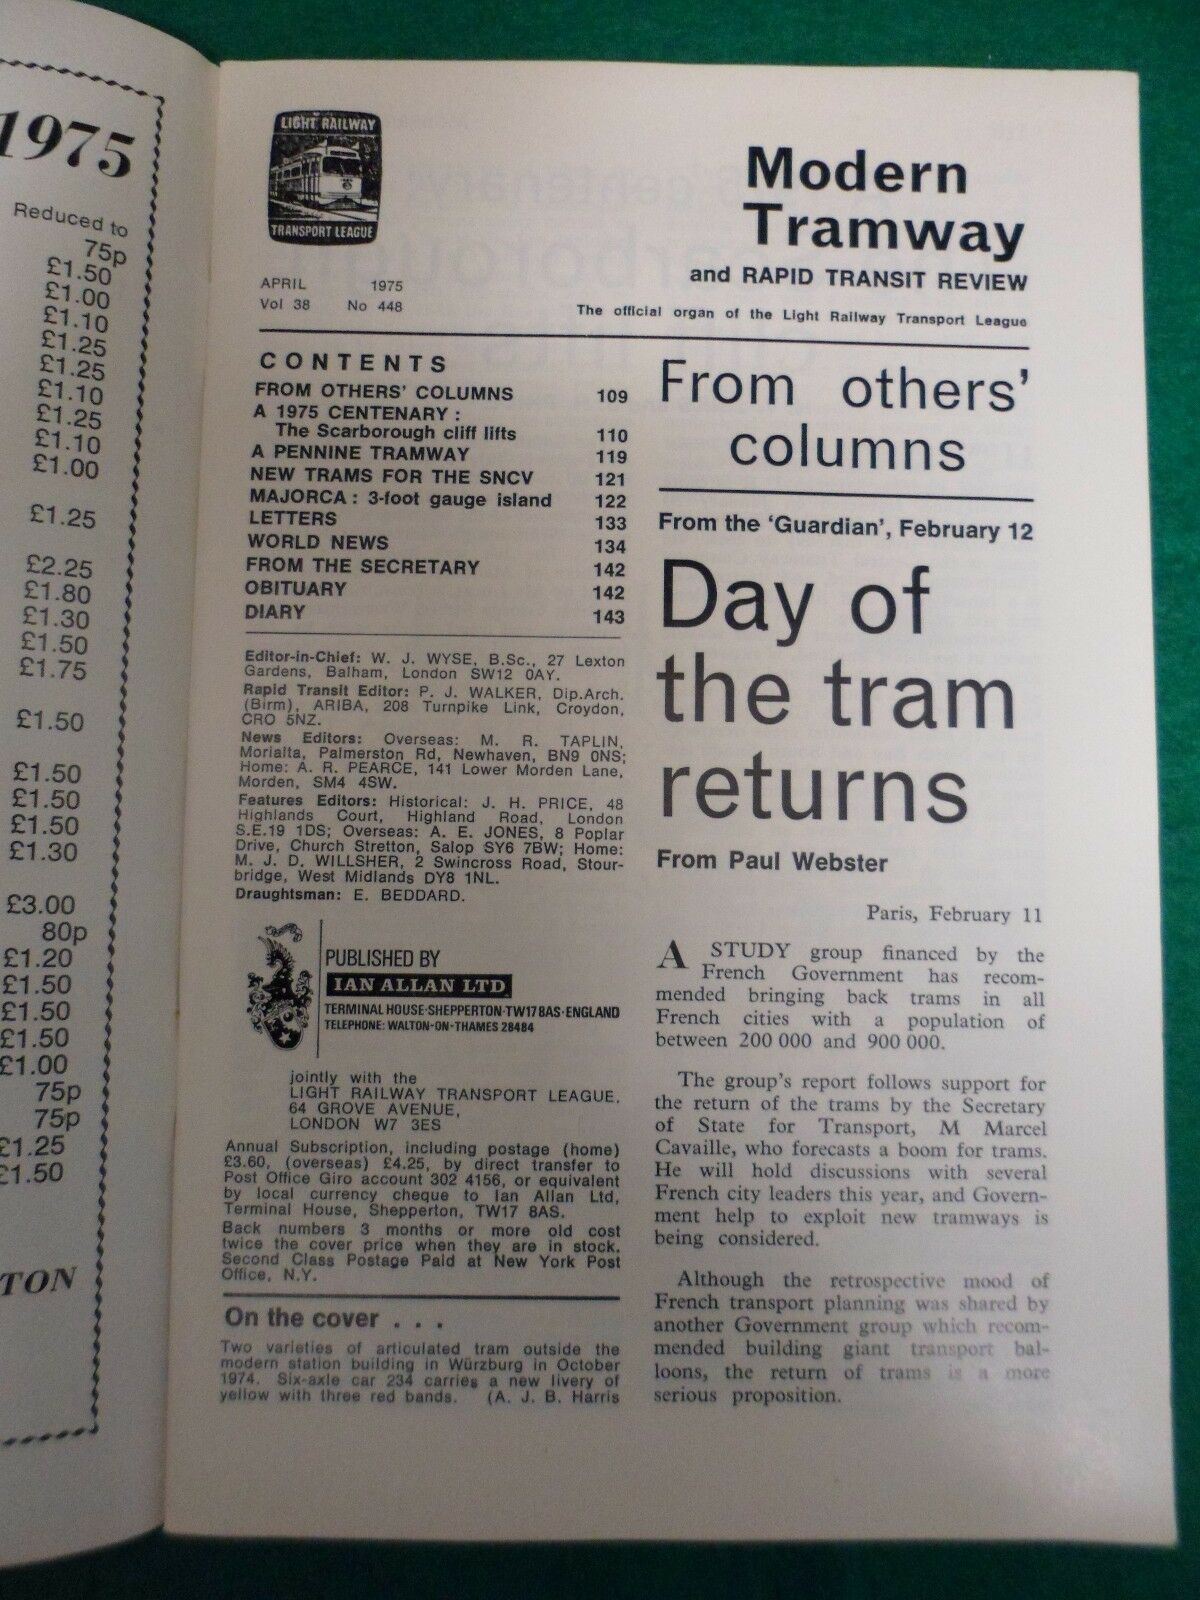 1975
Reduced to
75p
£1.50
£1.00
£1.10
£1.25
£1.25
£1.10
£1.25
£1.10
£1.00
£1.25
£2.25
£1.80
£1.30
£1.50
£1.75
£1.50
£1.50
£1.50
£1.50
£1.30
£3.00
80p
£1.20
£1.50
£1.50
£1.50
£1.00
75p
75p
£1.25
£1.50
TON
LIGHT RAILWAY
TRANSPORT LEAGUE
APRIL 1975
Vol 38 No 448
Modern
Tramway
and RAPID TRANSIT REVIEW
The official organ of the Light Railway Transport League
CONTENTS
FROM OTHERS' COLUMNS 109
A 1975 CENTENARY :
The Scarborough cliff lifts 110
A PENNINE TRAMWAY 119
NEW TRAMS FOR THE SNCV 121
MAJORCA : 3-foot gauge island 122
LETTERS 133
WORLD NEWS 134
FROM THE SECRETARY 142
OBITUARY 142
DIARY 143
Editor-in-Chief: W. J. WYSE, B.Sc., 27 Lexton
Gardens, Balham, London SW12 0AY.
Rapid Transit Editor: P. J. WALKER, Dip.Arch.
(Birm), ARIBA, 208 Turnpike Link, Croydon,
CRO 5NZ.
News Editors: Overseas: M. R. TAPLIN,
Morialta, Palmerston Rd, Newhaven, BN9 0NS;
Home: A. R. PEARCE, 141 Lower Morden Lane,
Morden, SM4 4SW.
Features Editors: Historical: J. H. PRICE, 48
Highlands Court, Highland Road, London
S.E.19 1DS; Overseas: A. E. JONES, 8 Poplar
Drive, Church Stretton, Salop SY6 7BW; Home:
M. J. D. WILLSHER, 2 Swincross Road, Stour-
bridge, West Midlands DY8 1NL.
Draughtsman: E. BEDDARD.
PUBLISHED BY
IAN ALLAN LTD
TERMINAL HOUSE·SHEPPERTON·TW17 8AS·ENGLAND
TELEPHONE: WALTON-ON-THAMES 28484
jointly with the
LIGHT RAILWAY TRANSPORT LEAGUE,
64 GROVE AVENUE,
LONDON W7 3ES
Annual Subscription, including postage (home)
£3.60, (overseas) £4.25, by direct transfer to
Post Office Giro account 302 4156, or equivalent
by local currency cheque to Ian Allan Ltd,
Terminal House, Shepperton, TW17 8AS.
Back numbers 3 months or more old cost
twice the cover price when they are in stock.
Second Class Postage Paid at New York Post
Office, N.Y.
On the cover . . .
Two varieties of articulated tram outside the
modern station building in Würzburg in October
1974. Six-axle car 234 carries a new livery of
yellow with three red bands. (A. J. B. Harris
From others'
columns
From the 'Guardian', February 12
Day of
the tram
returns
From Paul Webster
Paris, February 11
A STUDY group financed by the
French Government has recom-
mended bringing back trams in all
French cities with a population of
between 200 000 and 900 000.
The group's report follows support for
the return of the trams by the Secretary
of State for Transport, M Marcel
Cavaille, who forecasts a boom for trams.
He will hold discussions with several
French city leaders this year, and Govern-
ment help to exploit new tramways is
being considered.
Although the retrospective mood of
French transport planning was shared by
another Government group which recom-
mended building giant transport bal-
loons, the return of trams is a more
serious proposition.